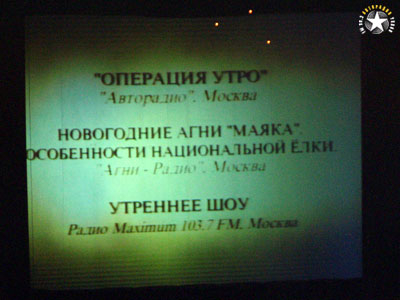 "ОПЕРАЦИЯ УТРО"
"Авторадио". Москва
НОВОГОДНИЕ АГНИ "МАЯКА".
ОСОБЕННОСТИ НАЦИОНАЛЬНОЙ ЁЛКИ.
"Агни - Радио". Москва
УТРЕННЕЕ ШОУ
Радио Maximum 103.7 FM. Москва
АВТОРАДИО